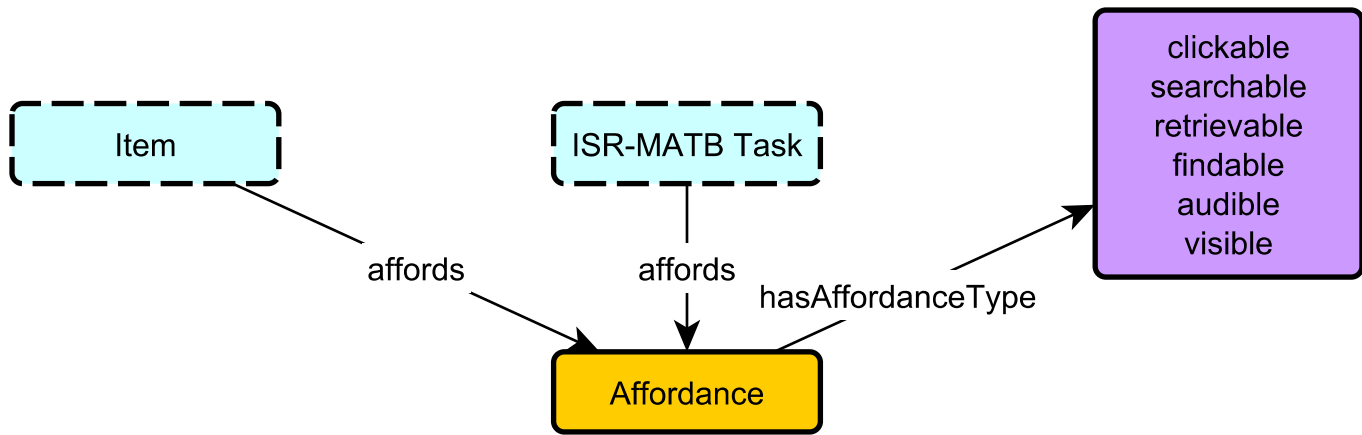 clickable
searchable
retrievable
findable
audible
visible
Item
ISR-MATB Task
affords
affords
hasAffordanceType
Affordance